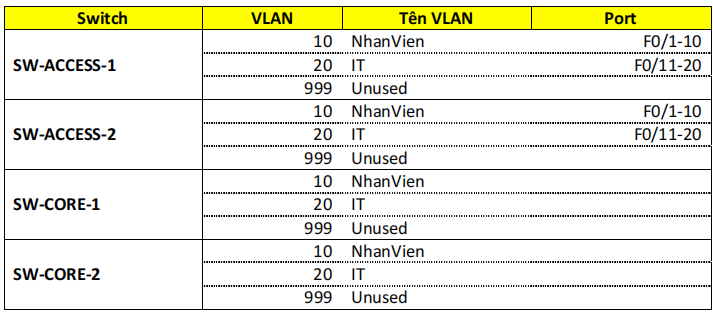 Switch VLAN Tên VLAN Port
SW-ACCESS-1
10 NhanVien F0/1-10
20 IT F0/11-20
999 Unused
SW-ACCESS-2
10 NhanVien F0/1-10
20 IT F0/11-20
999 Unused
SW-CORE-1
10 NhanVien
20 IT
999 Unused
SW-CORE-2
10 NhanVien
20 IT
999 Unused